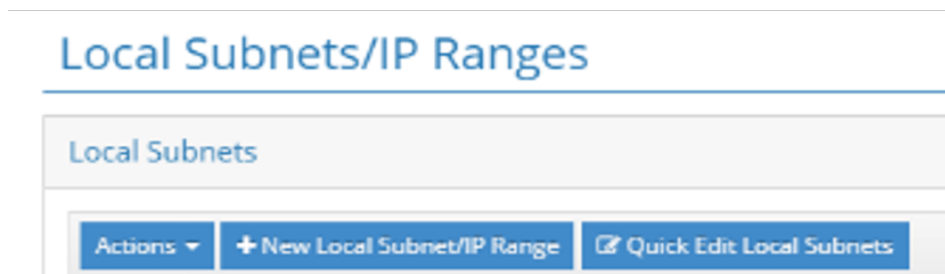 Local Subnets/IP Ranges
Local Subnets
Actions New Local Subnet/IP Range Quick Edit Local Subnets